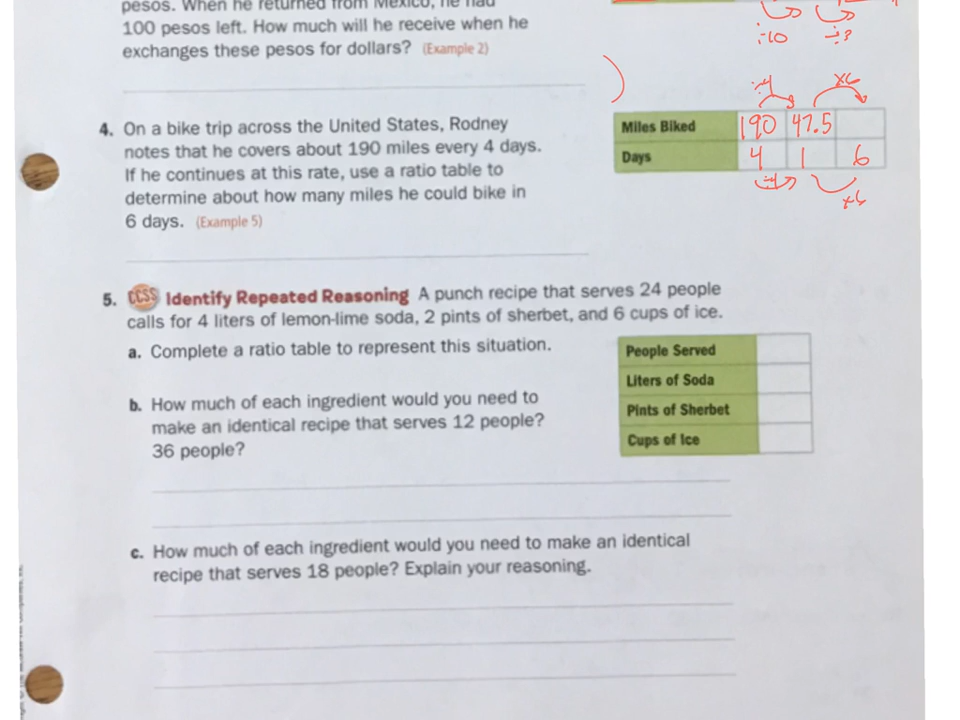 pesos. When he returned from Mexico, he had
100 pesos left. How much will he receive when he
exchanges these pesos for dollars? (Example 2)
÷10
÷4
×6
4. On a bike trip across the United States, Rodney
notes that he covers about 190 miles every 4 days.
If he continues at this rate, use a ratio table to
determine about how many miles he could bike in
6 days. (Example 5)
Miles Biked 190 47.5
Days 4 1 6
÷4
×6
5. CCSS Identify Repeated Reasoning A punch recipe that serves 24 people
calls for 4 liters of lemon-lime soda, 2 pints of sherbet, and 6 cups of ice.
a. Complete a ratio table to represent this situation.
b. How much of each ingredient would you need to
make an identical recipe that serves 12 people?
36 people?
People Served
Liters of Soda
Pints of Sherbet
Cups of Ice
c. How much of each ingredient would you need to make an identical
recipe that serves 18 people? Explain your reasoning.